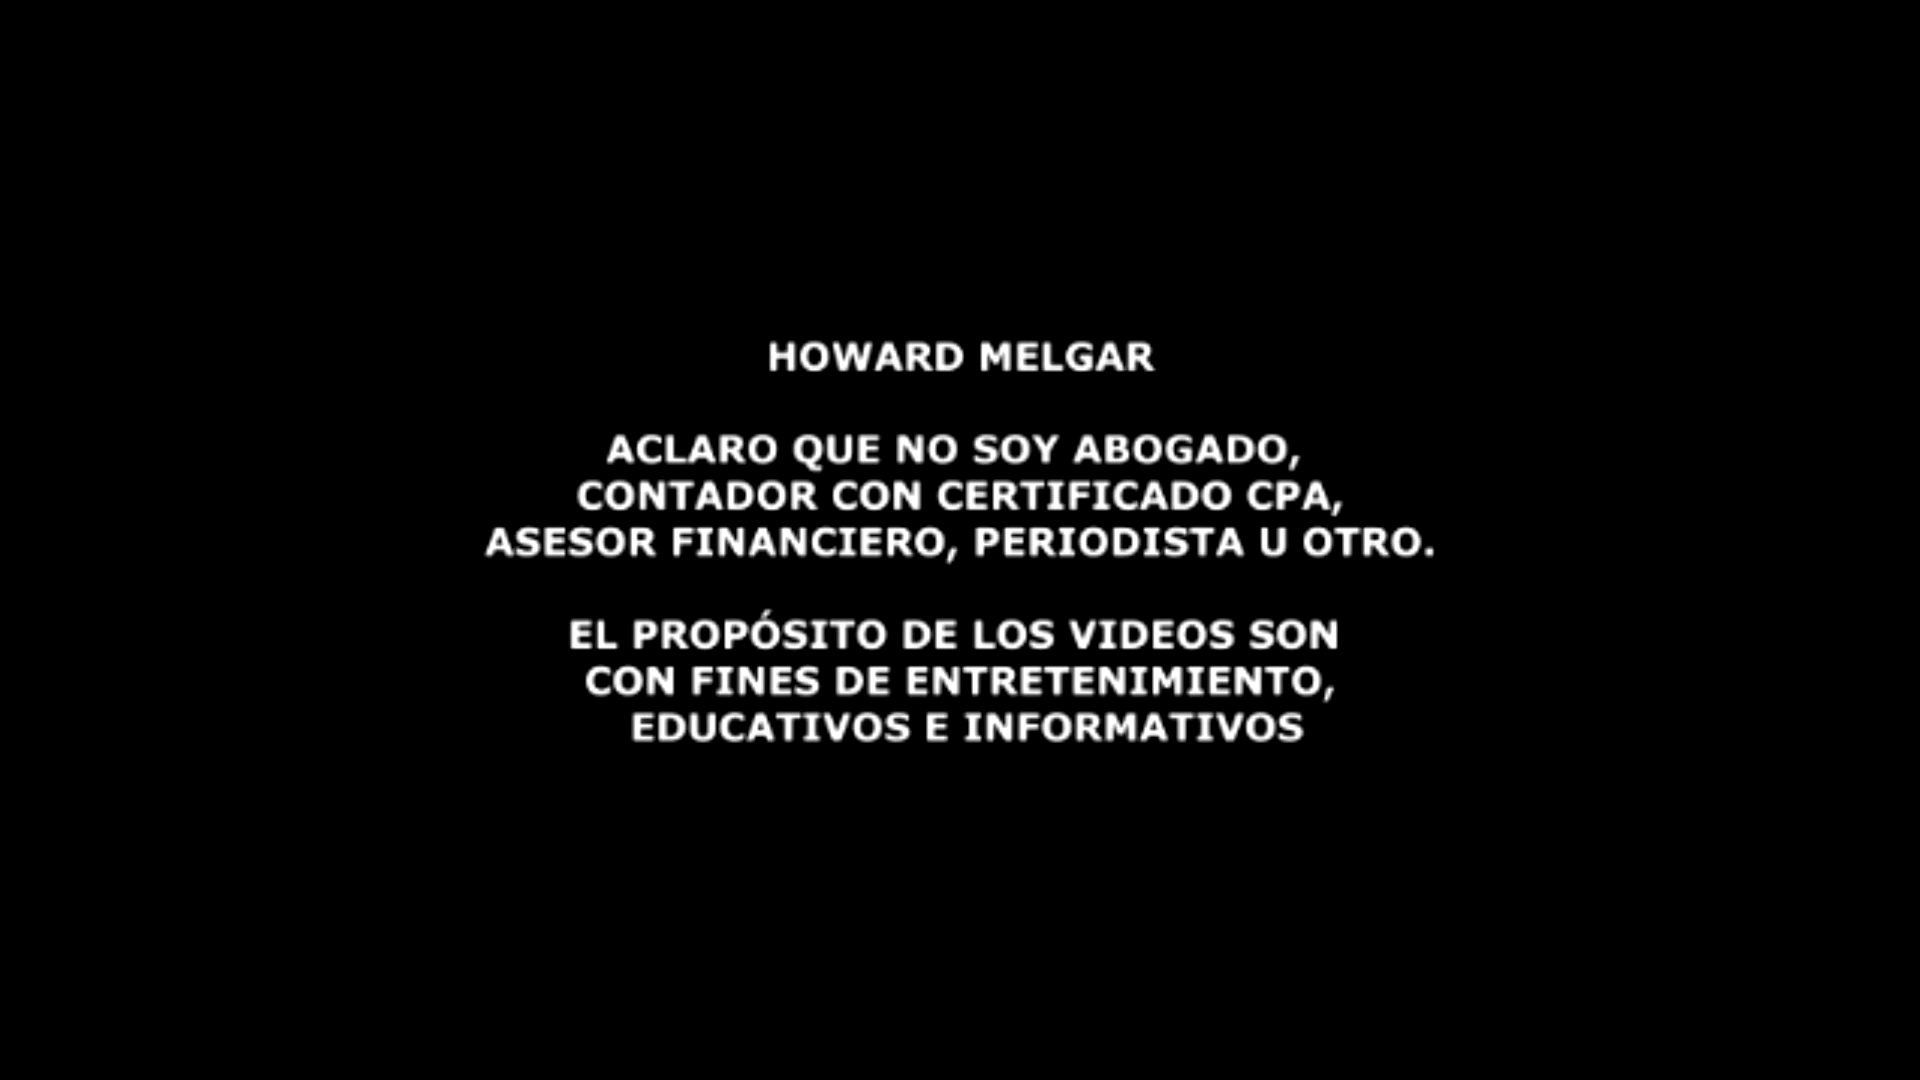 HOWARD MELGAR
ACLARO QUE NO SOY ABOGADO,
CONTADOR CON CERTIFICADO CPA,
ASESOR FINANCIERO, PERIODISTA U OTRO.
EL PROPÓSITO DE LOS VIDEOS SON
CON FINES DE ENTRETENIMIENTO,
EDUCATIVOS E INFORMATIVOS